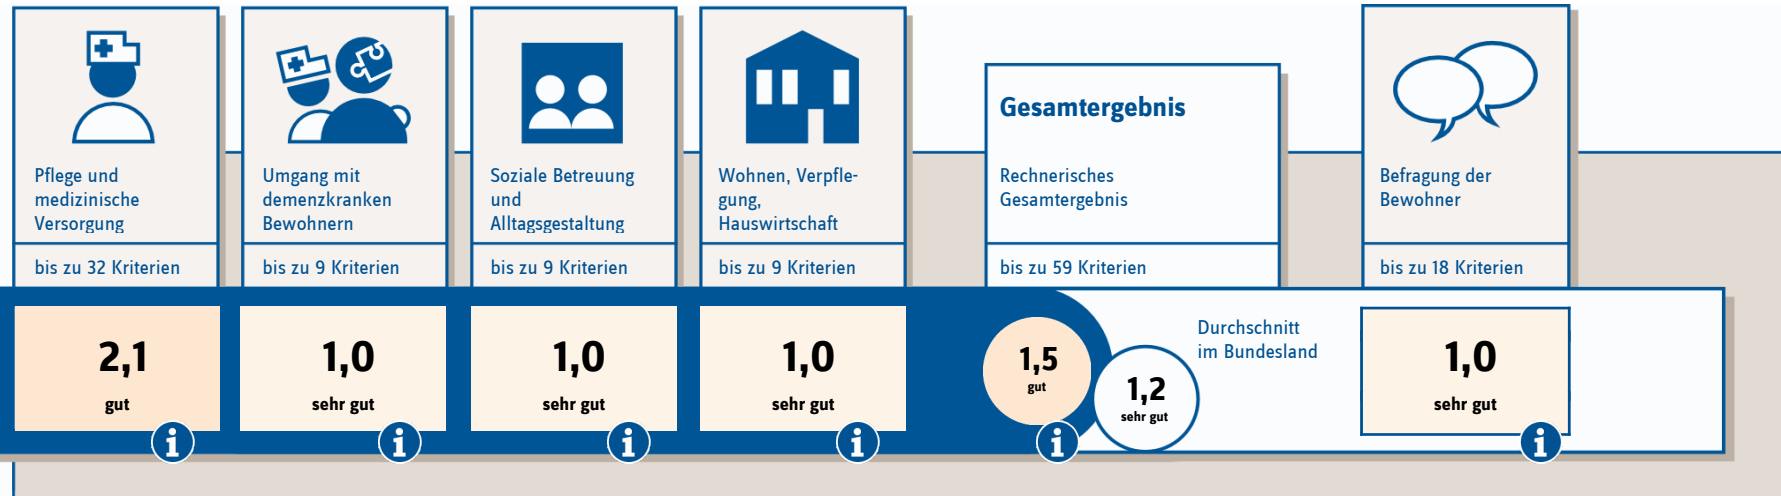 Pflege und
medizinische
Versorgung
bis zu 32 Kriterien
2,1
gut
i
Umgang mit
demenzkranken
Bewohnern
bis zu 9 Kriterien
1,0
sehr gut
i
Soziale Betreuung
und
Alltagsgestaltung
bis zu 9 Kriterien
1,0
sehr gut
i
Wohnen, Verpfle-
gung,
Hauswirtschaft
bis zu 9 Kriterien
1,0
sehr gut
i
Gesamtergebnis
Rechnerisches
Gesamtergebnis
bis zu 59 Kriterien
1,5
gut
i
1,2
sehr gut
Durchschnitt
im Bundesland
Befragung der
Bewohner
bis zu 18 Kriterien
1,0
sehr gut
i